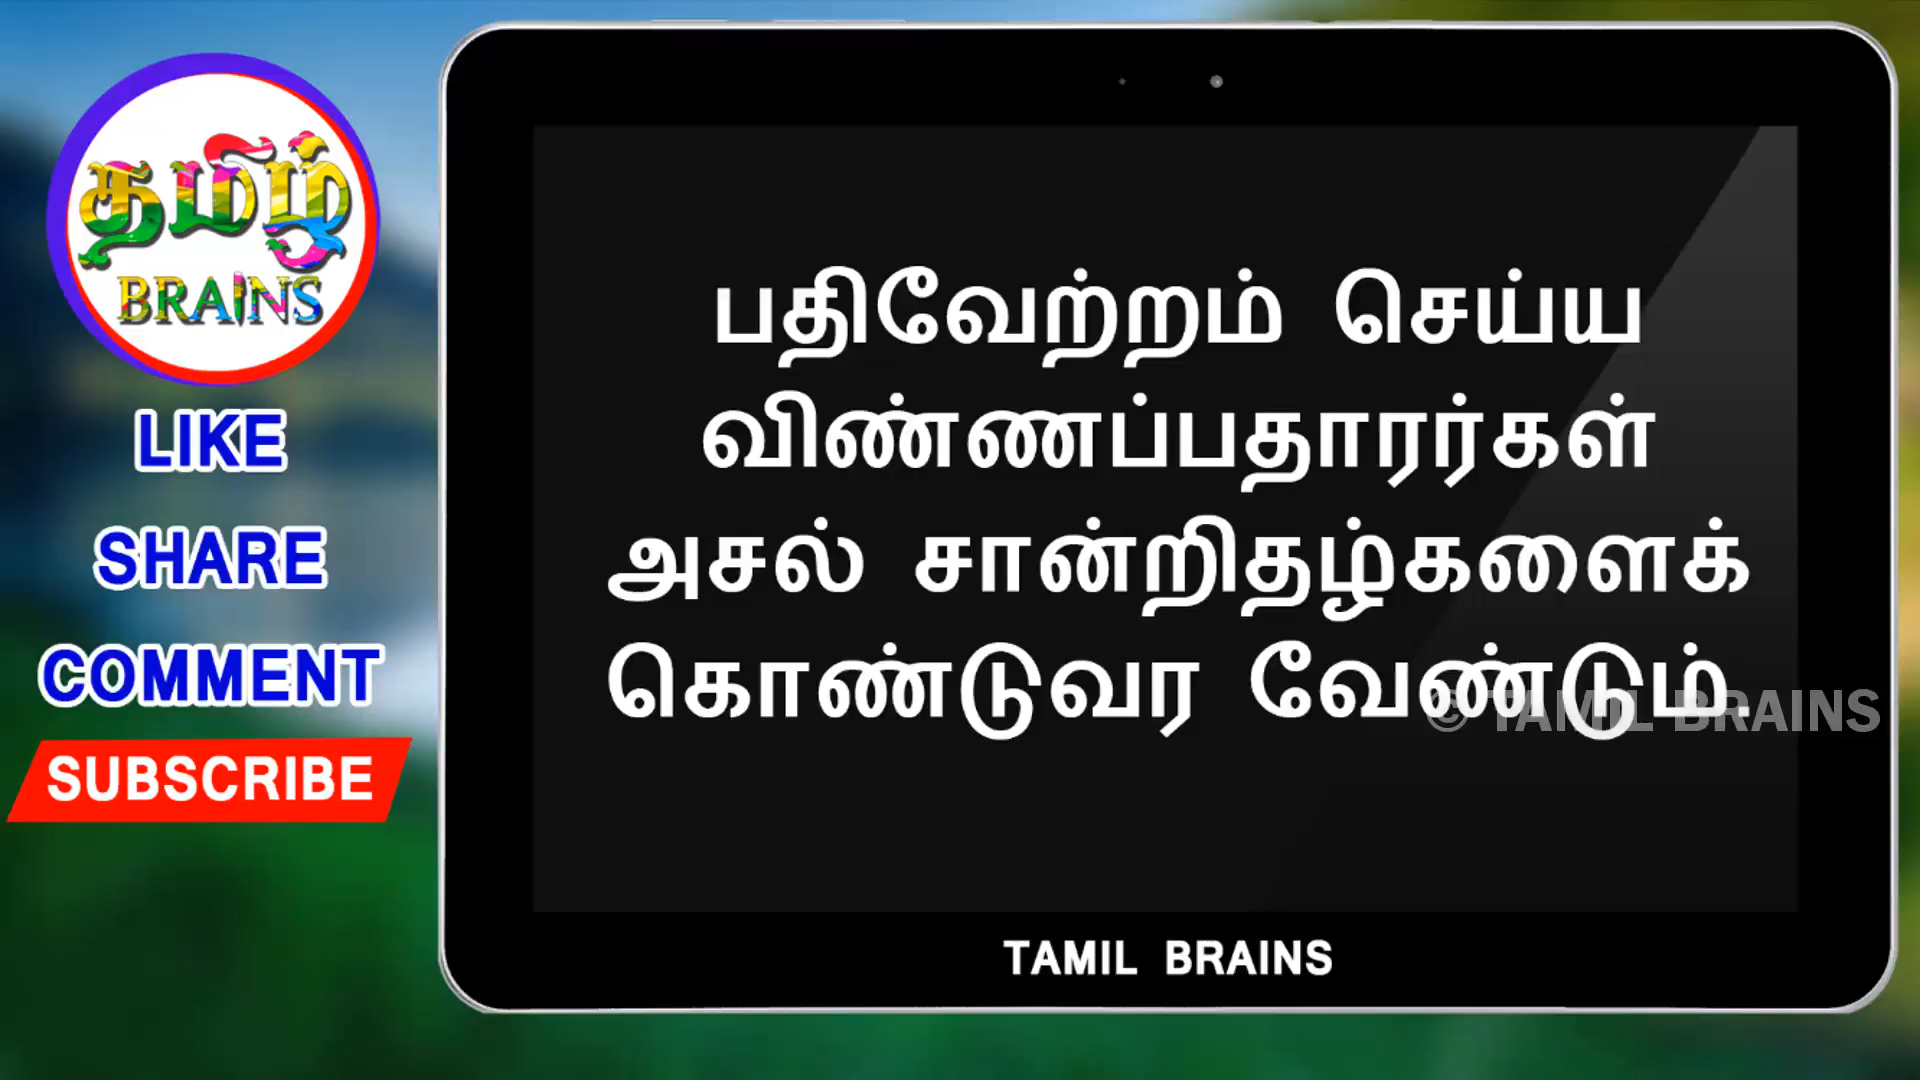 தமிழ்
BRAINS
LIKE
SHARE
COMMENT
SUBSCRIBE
பதிவேற்றம் செய்ய
விண்ணப்பதாரர்கள்
அசல் சான்றிதழ்களைக்
கொண்டுவர வேண்டும்.
© TAMIL BRAINS
TAMIL BRAINS